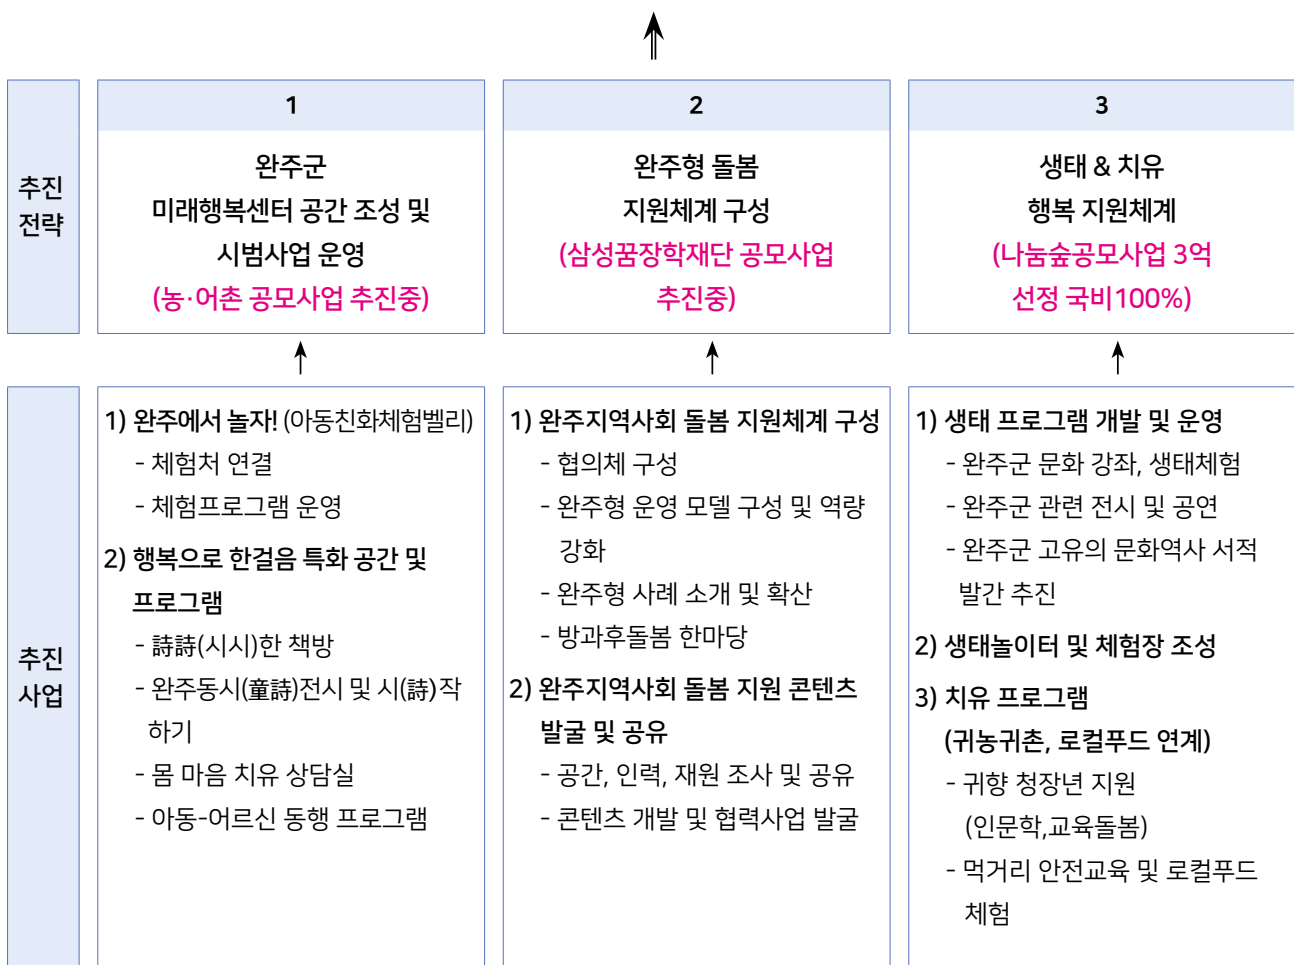 추진
전략
1
완주군
미래행복센터 공간 조성 및
시범사업 운영
(농·어촌 공모사업 추진중)
2
완주형 돌봄
지원체계 구성
(삼성꿈장학재단 공모사업
추진중)
3
생태 & 치유
행복 지원체계
(나눔숲공모사업 3억
선정 국비100%)
추진
사업
1) 완주에서 놀자! (아동친화체험벨리)
- 체험처 연결
- 체험프로그램 운영
2) 행복으로 한걸음 특화 공간 및
프로그램
- 詩詩(시시)한 책방
- 완주동시(童詩)전시 및 시(詩)작
하기
- 몸 마음 치유 상담실
- 아동-어르신 동행 프로그램
1) 완주지역사회 돌봄 지원체계 구성
- 협의체 구성
- 완주형 운영 모델 구성 및 역량
강화
- 완주형 사례 소개 및 확산
- 방과후돌봄 한마당
2) 완주지역사회 돌봄 지원 콘텐츠
발굴 및 공유
- 공간, 인력, 재원 조사 및 공유
- 콘텐츠 개발 및 협력사업 발굴
1) 생태 프로그램 개발 및 운영
- 완주군 문화 강좌, 생태체험
- 완주군 관련 전시 및 공연
- 완주군 고유의 문화역사 서적
발간 추진
2) 생태놀이터 및 체험장 조성
3) 치유 프로그램
(귀농귀촌, 로컬푸드 연계)
- 귀향 청장년 지원
(인문학,교육돌봄)
- 먹거리 안전교육 및 로컬푸드
체험